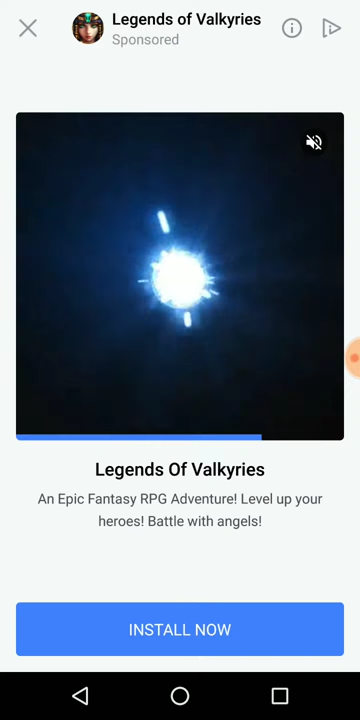 Legends of Valkyries
Sponsored
Legends Of Valkyries
An Epic Fantasy RPG Adventure! Level up your
heroes! Battle with angels!
INSTALL NOW